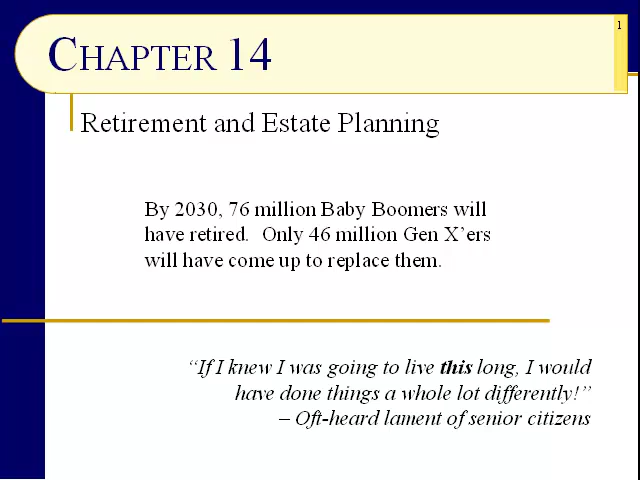 1
CHAPTER 14
Retirement and Estate Planning
By 2030, 76 million Baby Boomers will
have retired.  Only 46 million Gen X’ers
will have come up to replace them.
“If I knew I was going to live this long, I would
have done things a whole lot differently!”
– Oft-heard lament of senior citizens